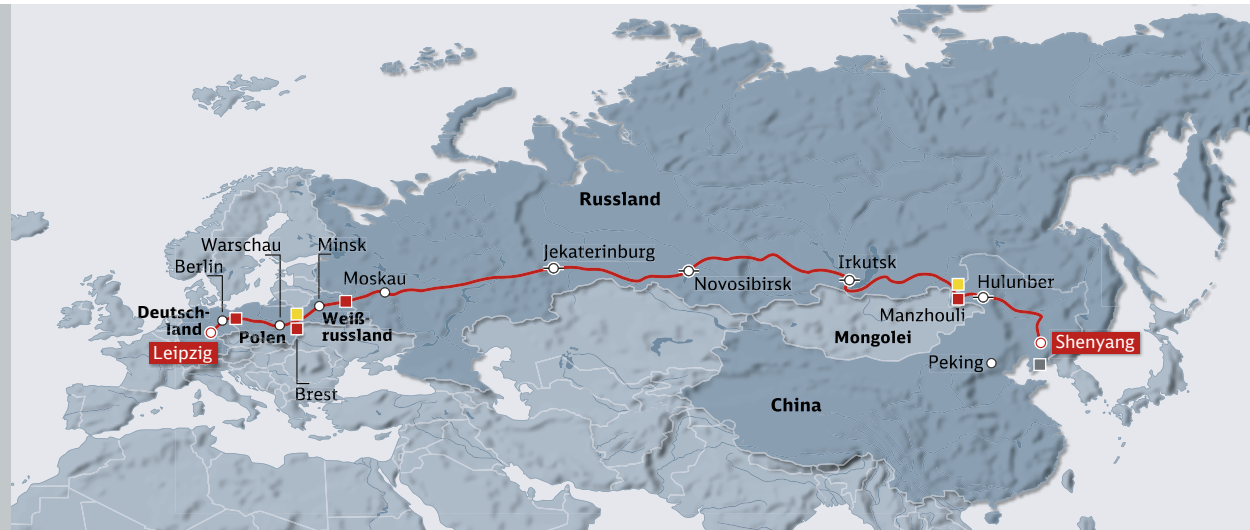 Russland
Warschau
Minsk
Jekaterinburg
Irkutsk
Berlin
Moskau
Novosibirsk
Hulunber
Deutsch-
land
Polen
Weiß-
russland
Manzhouli
Mongolei
Shenyang
Leipzig
Peking
Brest
China